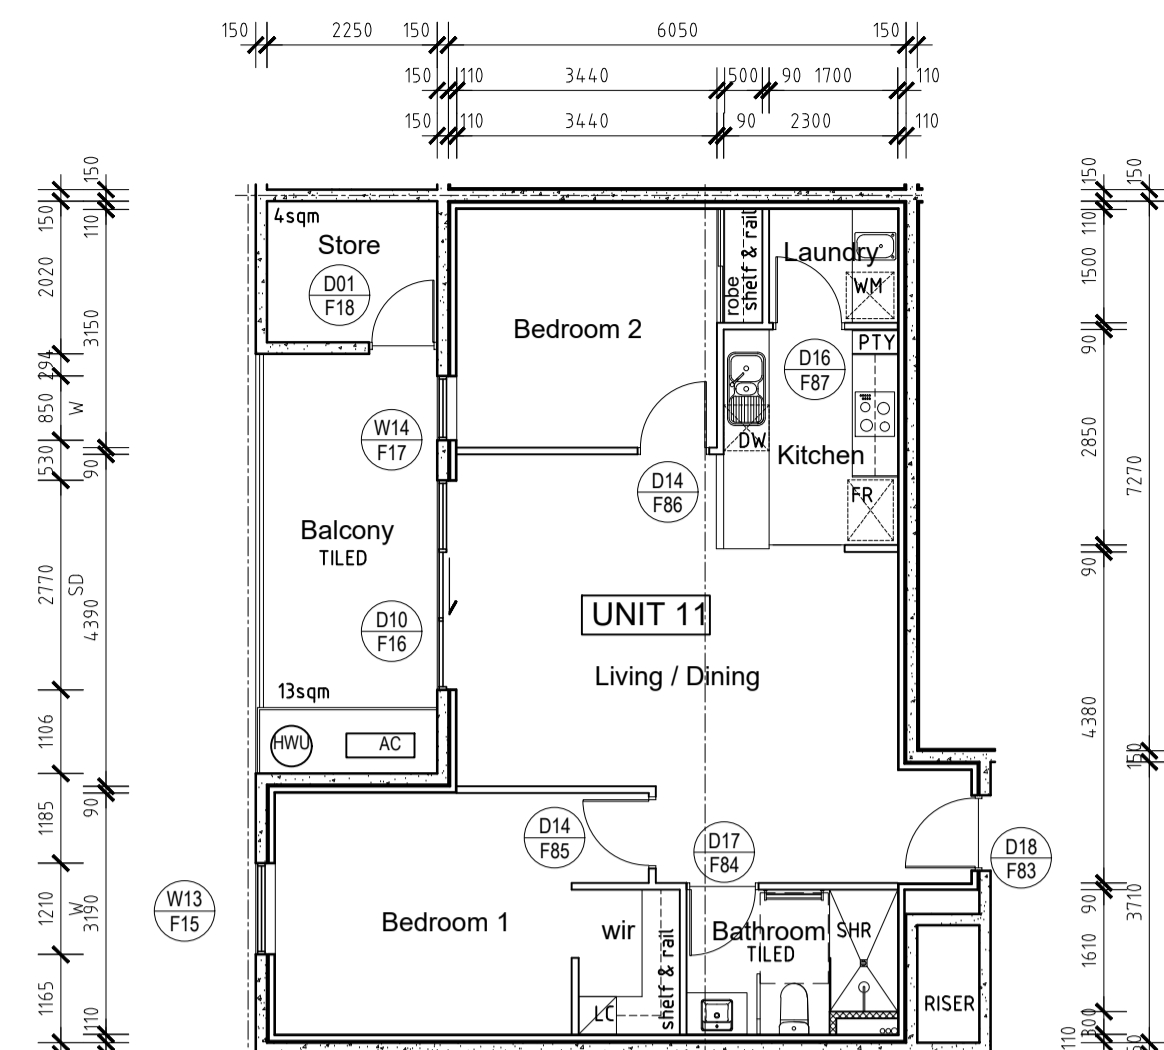 150 2250 150 6050 150
150 110 3440 500 90 1700 110
150 110 3440 90 2300 110
150
150
2020
294
850
530
2770
1106
1185
1210
1165
W
SD
W
150
110
3150
90
4390
90
3190
110
4sqm
Store
D01
F18
Bedroom 2
robe
shelf & rail
Laundry
WM
PTY
D16
F87
W14
F17
DW
Kitchen
D14
F86
FR
Balcony
TILED
UNIT 11
D10
F16
Living / Dining
13sqm
HWU
AC
D14
F85
D17
F84
D18
F83
W13
F15
Bedroom 1
wir
shelf & rail
LC
Bathroom
TILED
SHR
RISER
150
110
1500
90
2850
90
4380
90
1610
300
110
150
7270
150
3710